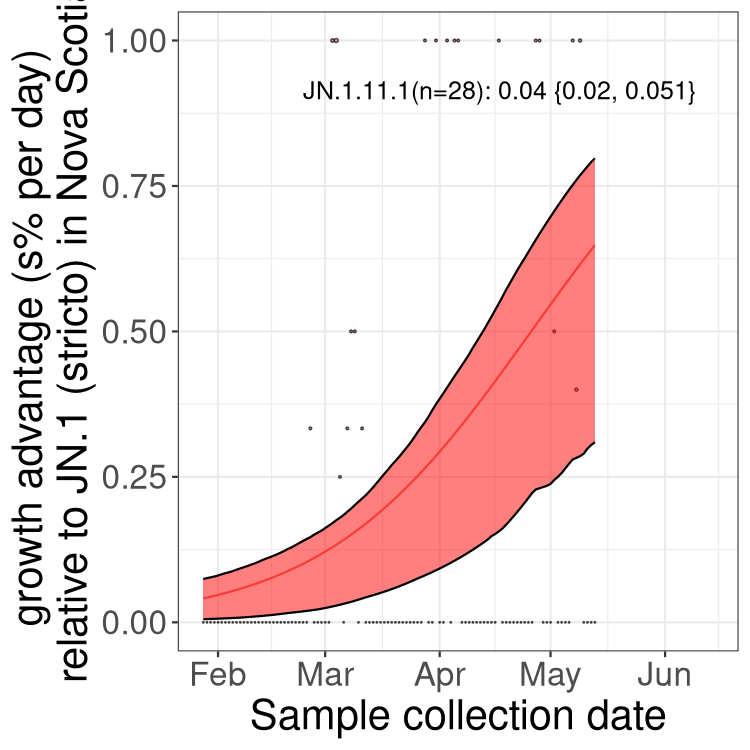 growth advantage (s% per day)
relative to JN.1 (stricto) in Nova Scotia
1.00
0.75
0.50
0.25
0.00
JN.1.11.1(n=28): 0.04 {0.02, 0.051}
Feb Mar Apr May Jun
Sample collection date